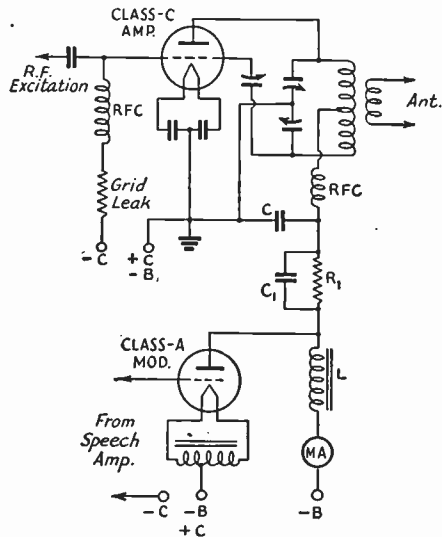 CLASS-C
AMP.
R.F.
Excitation
RFC
Grid
Leak
- C
+ C
- B,
Ant.
RFC
C
C1
R1
CLASS-A
MOD.
L
From
Speech
Amp.
MA
- C
- B
+ C
- B